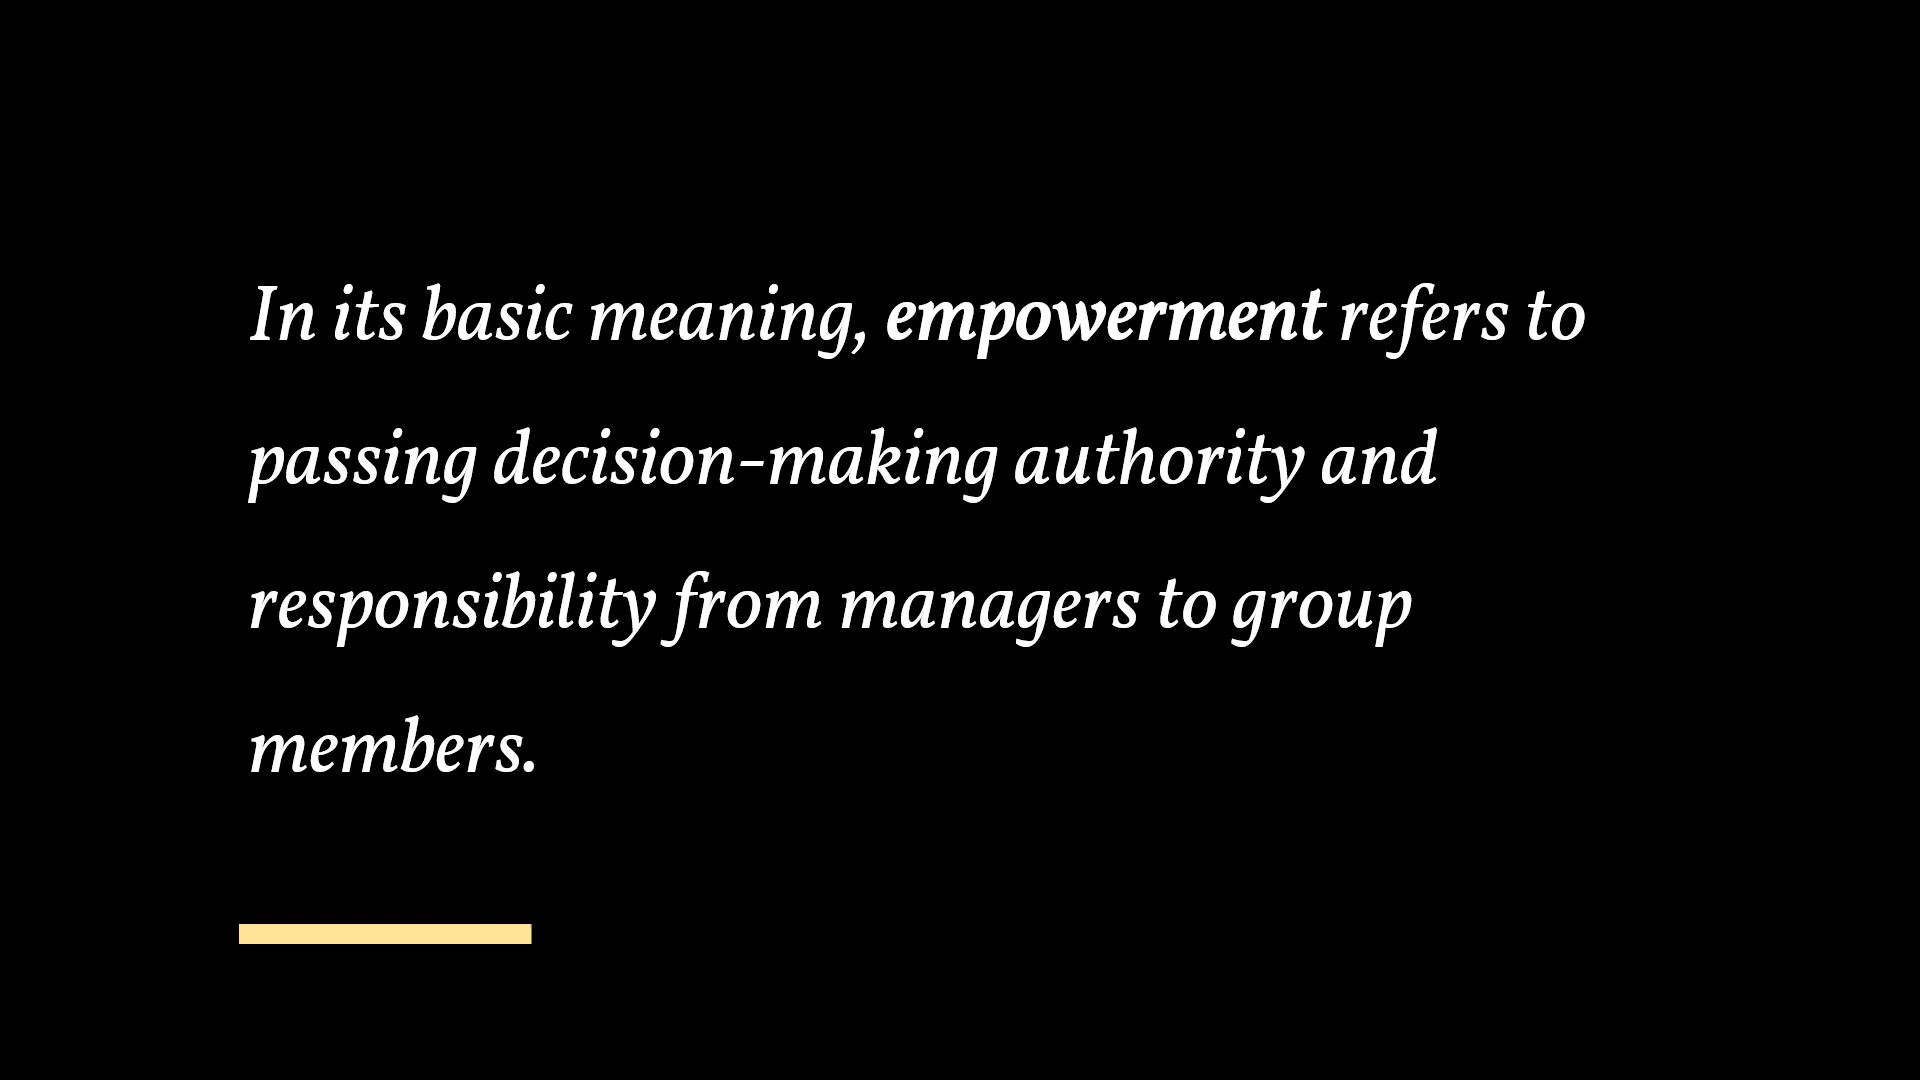 In its basic meaning, empowerment refers to
passing decision-making authority and
responsibility from managers to group
members.